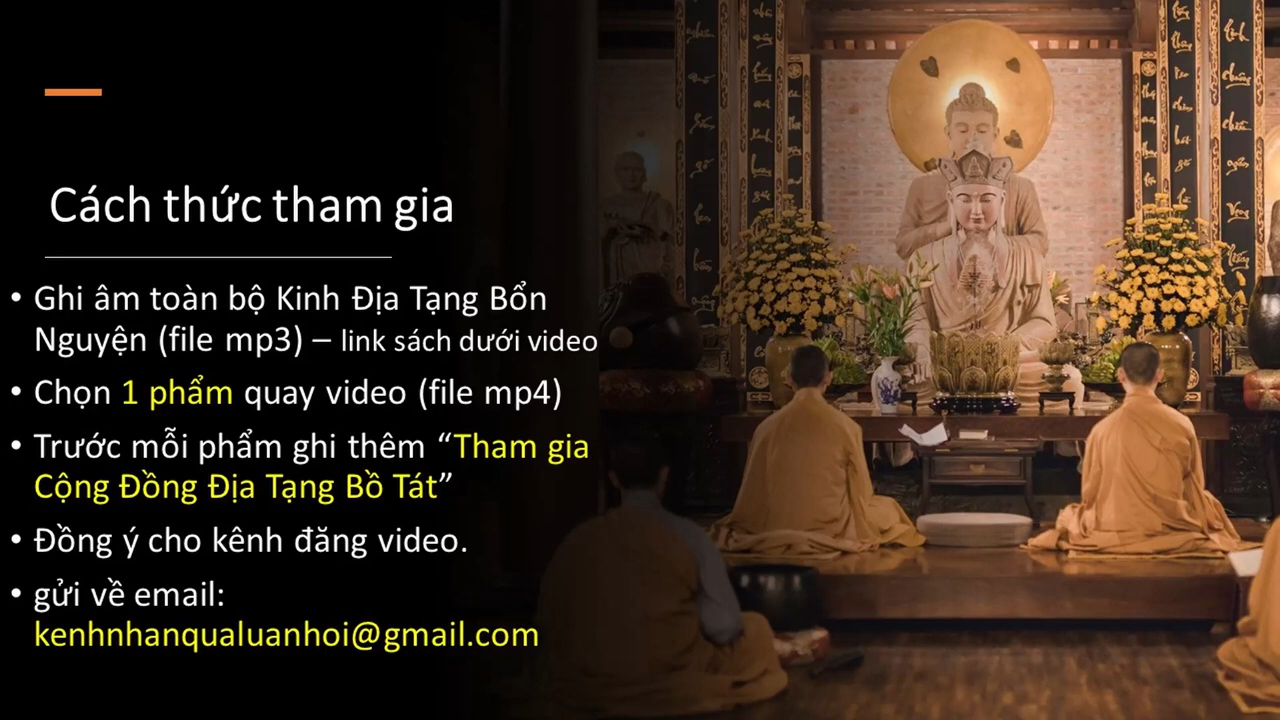 Cách thức tham gia
• Ghi âm toàn bộ Kinh Địa Tạng Bổn
Nguyện (file mp3) – link sách dưới video
• Chọn 1 phẩm quay video (file mp4)
• Trước mỗi phẩm ghi thêm “Tham gia
Cộng Đồng Địa Tạng Bồ Tát”
• Đồng ý cho kênh đăng video.
• gửi về email:
kenhnhanqualuanhoi@gmail.com